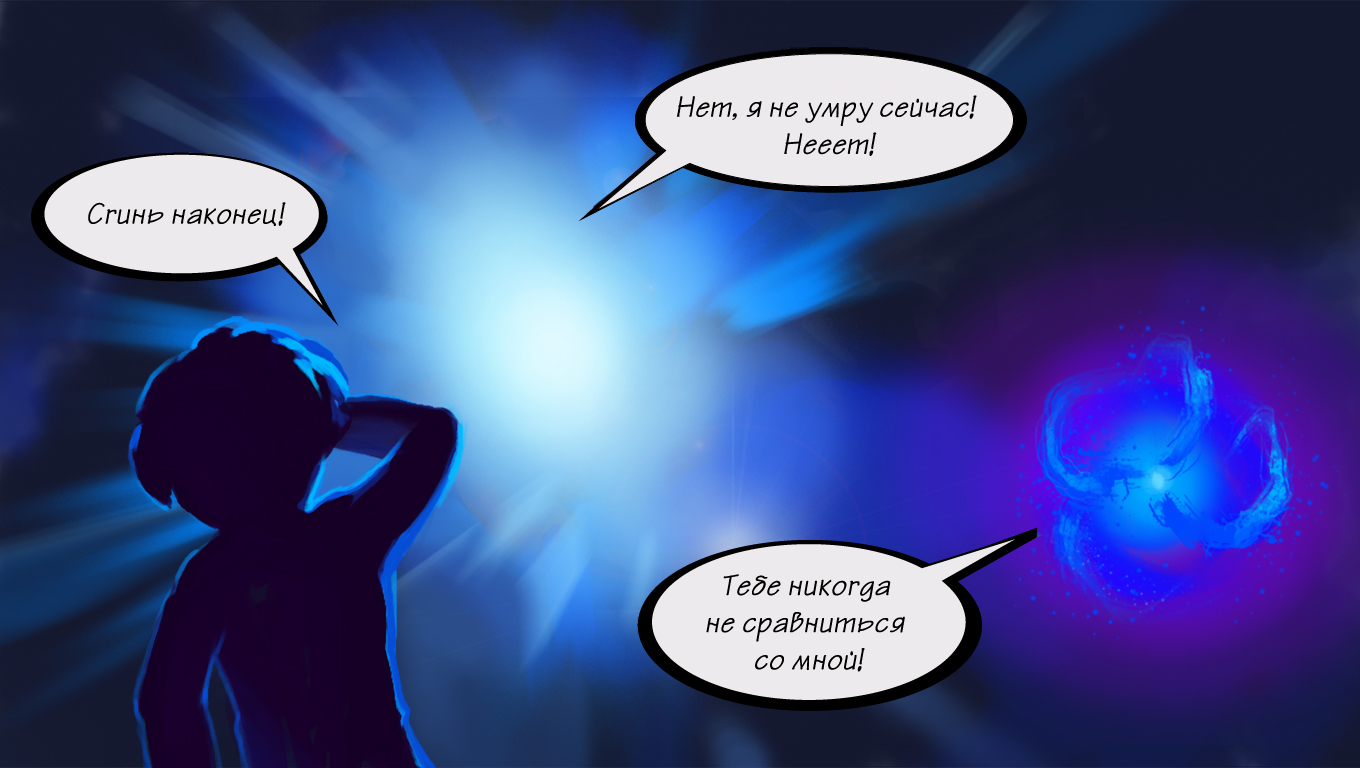 Сгинь наконец!
Нет, я не умру сейчас!
Нееет!
Тебе никогда
не сравниться
со мной!